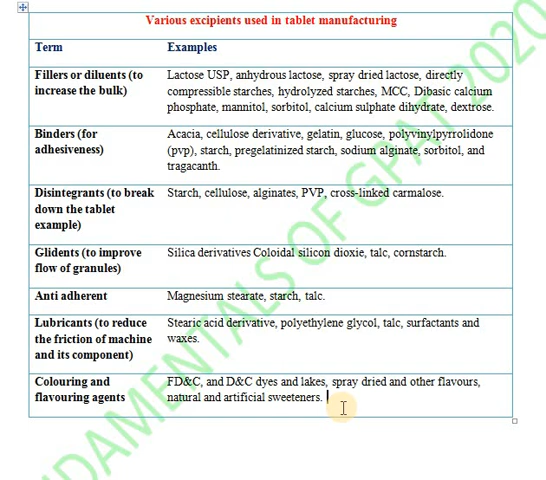 Various excipients used in tablet manufacturing
Term Examples
Fillers or diluents (to increase the bulk)
Lactose USP, anhydrous lactose, spray dried lactose, directly
compressible starches, hydrolyzed starches, MCC, Dibasic calcium
phosphate, mannitol, sorbitol, calcium sulphate dihydrate, dextrose.
Binders (for
adhesiveness)
Acacia, cellulose derivative, gelatin, glucose, polyvinylpyrrolidone
(pvp), starch, pregelatinized starch, sodium alginate, sorbitol, and
tragacanth.
Disintegrants (to break
down the tablet
example)
Starch, cellulose, alginates, PVP, cross-linked carmalose.
Glidents (to improve
flow of granules)
Silica derivatives Coloidal silicon dioxie, talc, cornstarch.
Anti adherent
Magnesium stearate, starch, talc.
Lubricants (to reduce
the friction of machine
and its component)
Stearic acid derivative, polyethylene glycol, talc, surfactants and
waxes.
Colouring and
flavouring agents
FD&C, and D&C dyes and lakes, spray dried and other flavours,
natural and artificial sweeteners.
DAMENTALS OF GPAT 2020